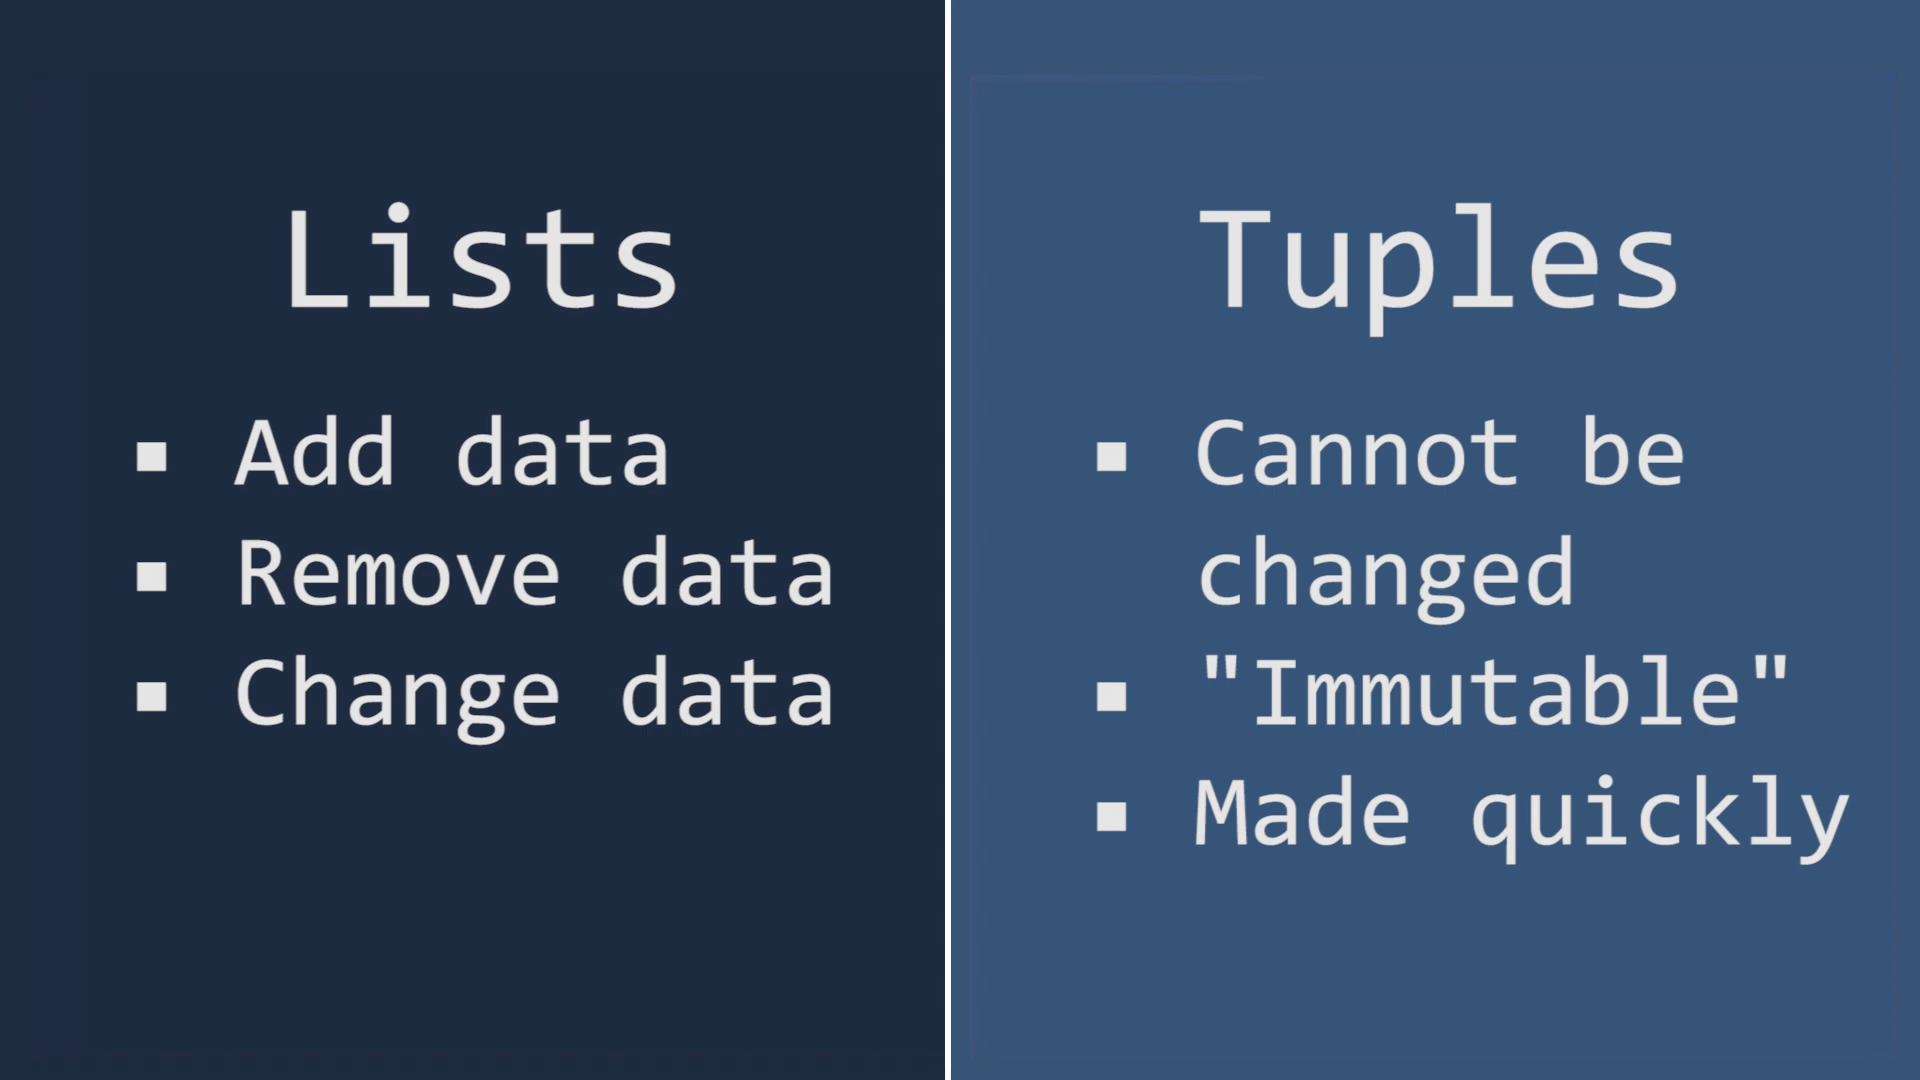 Lists
▪ Add data
▪ Remove data
▪ Change data
Tuples
▪ Cannot be
changed
▪ "Immutable"
▪ Made quickly